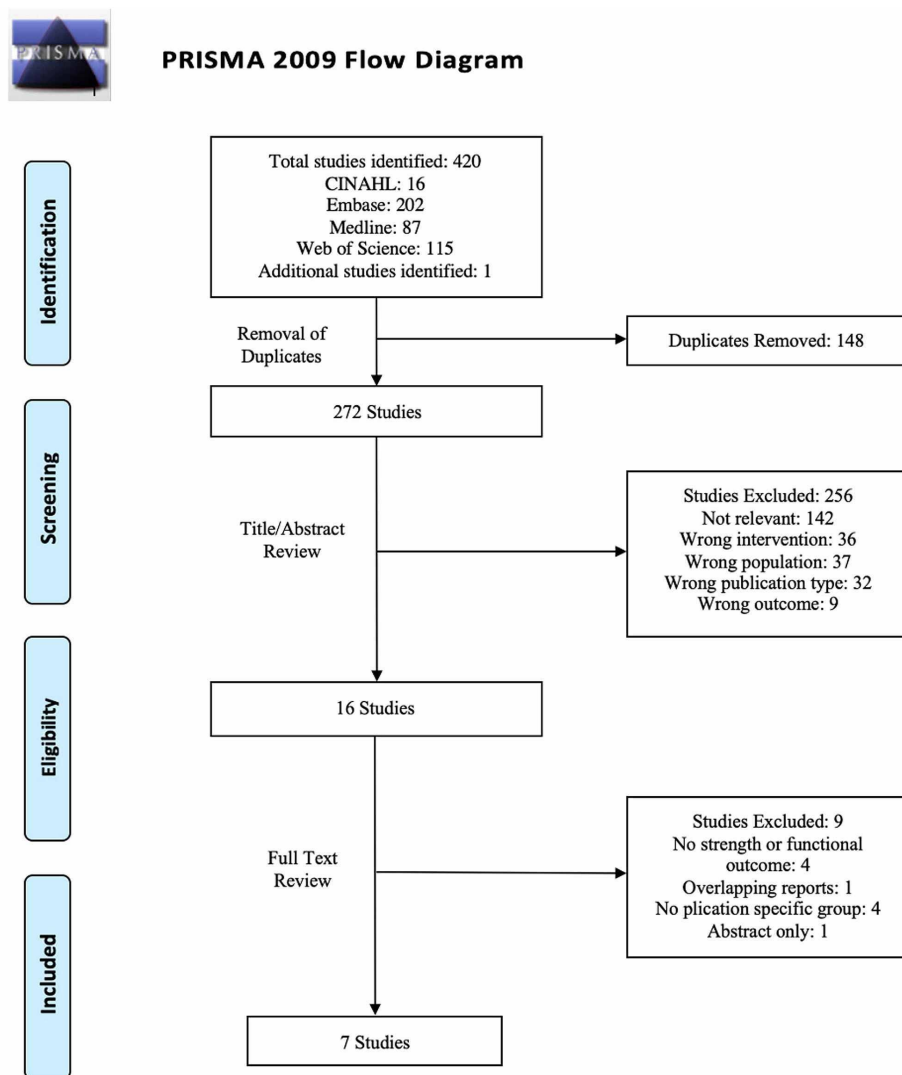 PRISMA
PRISMA 2009 Flow Diagram
Identification
Total studies identified: 420
CINAHL: 16
Embase: 202
Medline: 87
Web of Science: 115
Additional studies identified: 1
Removal of
Duplicates
Duplicates Removed: 148
272 Studies
Screening
Title/Abstract
Review
Studies Excluded: 256
Not relevant: 142
Wrong intervention: 36
Wrong population: 37
Wrong publication type: 32
Wrong outcome: 9
16 Studies
Eligibility
Full Text
Review
Studies Excluded: 9
No strength or functional
outcome: 4
Overlapping reports: 1
No plication specific group: 4
Abstract only: 1
Included
7 Studies